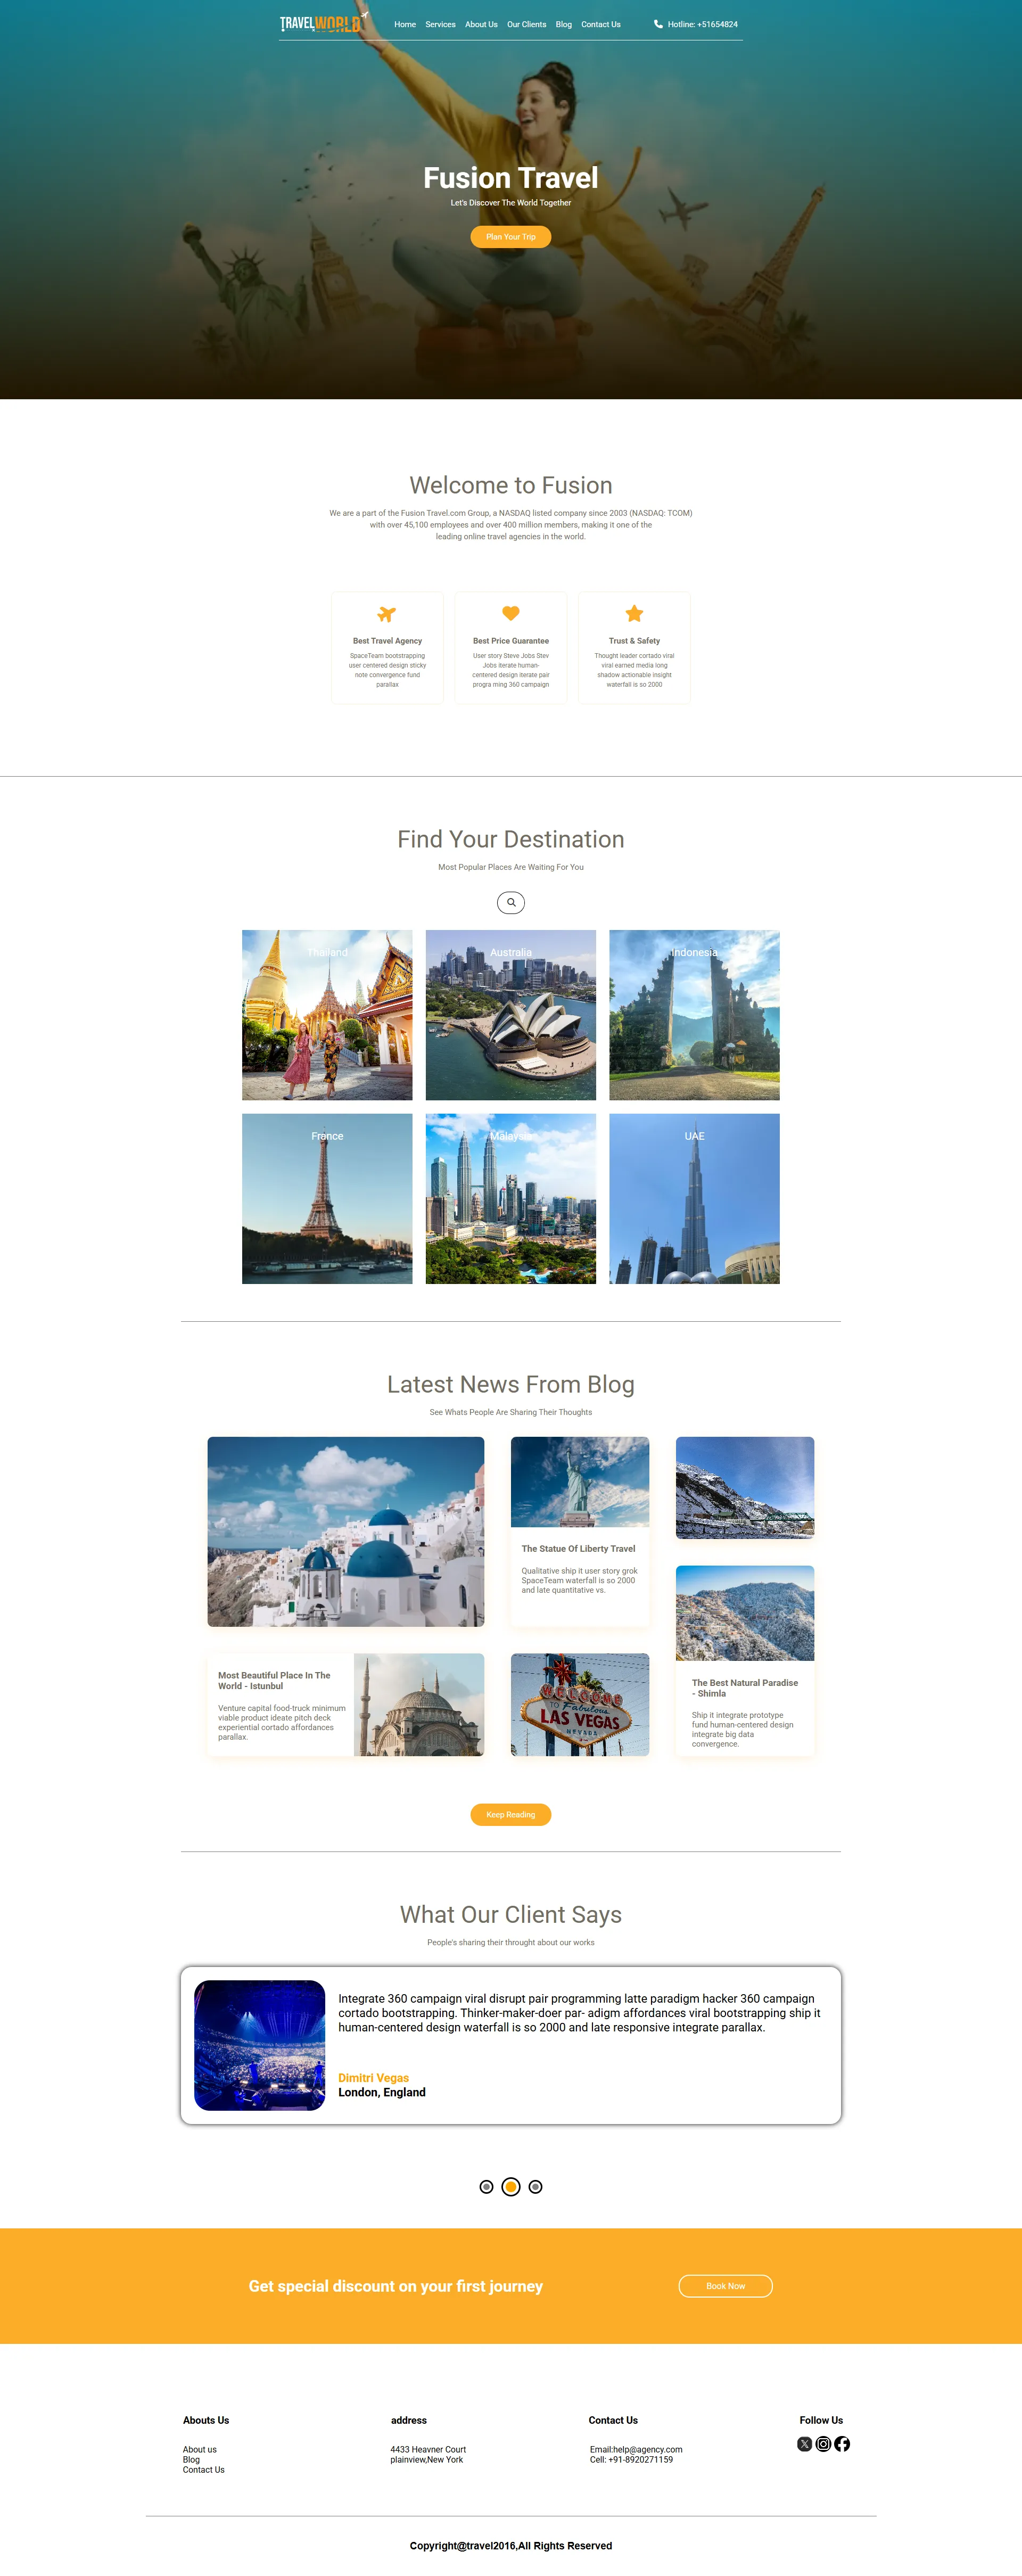 TRAVEL WORLD
Home Services About Us Our Clients Blog Contact Us
Hotline: +51654824
Fusion Travel
Let's Discover The World Together
Plan Your Trip
Welcome to Fusion
We are a part of the Fusion Travel.com Group, a NASDAQ listed company since 2003 (NASDAQ: TCOM)
with over 45,100 employees and over 400 million members, making it one of the
leading online travel agencies in the world.
Best Travel Agency
SpaceTeam bootstrapping
user centered design sticky
note convergence fund
parallax
Best Price Guarantee
User story Steve Jobs Stev
Jobs iterate human-
centered design iterate pair
progra ming 360 campaign
Trust & Safety
Thought leader cortado viral
viral earned media long
shadow actionable insight
waterfall is so 2000
Find Your Destination
Most Popular Places Are Waiting For You
Thailand
Australia
Indonesia
France
Malaysia
UAE
Latest News From Blog
See Whats People Are Sharing Their Thoughts
The Statue Of Liberty Travel
Qualitative ship it user story grok
SpaceTeam waterfall is so 2000
and late quantitative vs.
Most Beautiful Place In The
World - Istunbul
Venture capital food-truck minimum
viable product ideate pitch deck
experiential cortado affordances
parallax.
WELCOME
TO Fabulous
LAS VEGAS
NEVADA
The Best Natural Paradise
- Shimla
Ship it integrate prototype
fund human-centered design
integrate big data
convergence.
Keep Reading
What Our Client Says
People's sharing their throught about our works
Integrate 360 campaign viral disrupt pair programming latte paradigm hacker 360 campaign
cortado bootstrapping. Thinker-maker-doer par- adigm affordances viral bootstrapping ship it
human-centered design waterfall is so 2000 and late responsive integrate parallax.
Dimitri Vegas
London, England
Get special discount on your first journey
Book Now
Abouts Us
About us
Blog
Contact Us
address
4433 Heavner Court
plainview,New York
Contact Us
Email:help@agency.com
Cell: +91-8920271159
Follow Us
Copyright@travel2016,All Rights Reserved